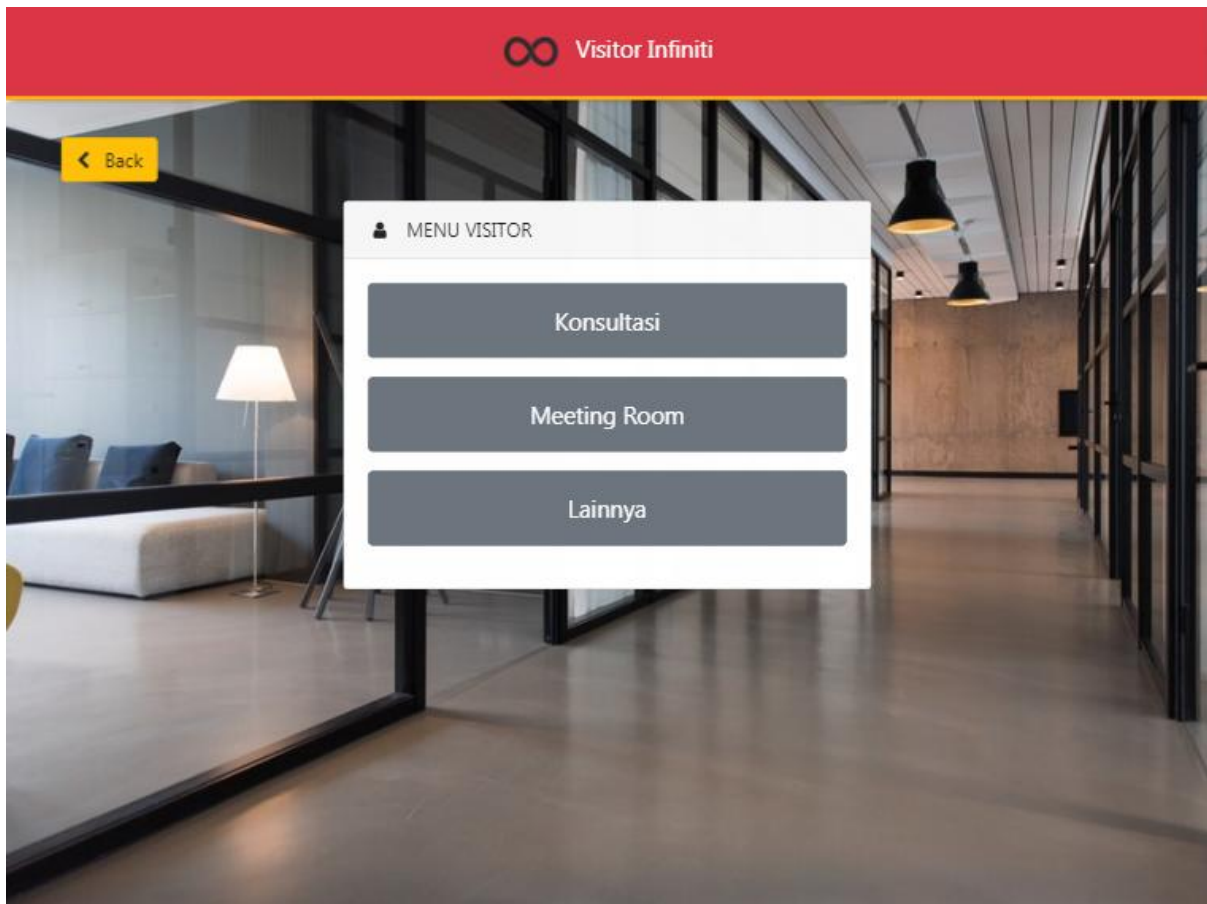 Visitor Infiniti
Back
MENU VISITOR
Konsultasi
Meeting Room
Lainnya